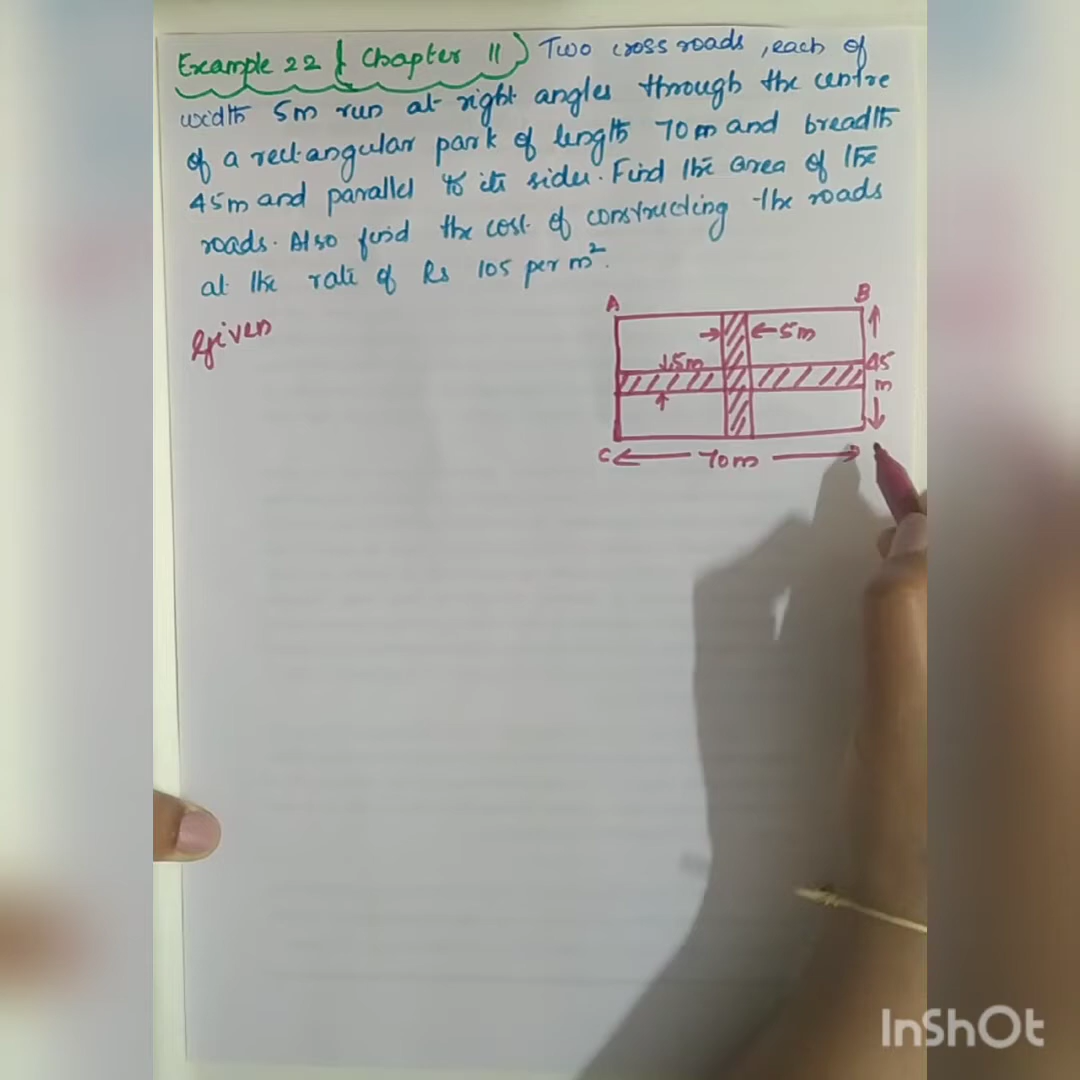 Example 22 } Chapter 11 } Two cross roads, each of
width 5m run at right angles through the centre
of a rectangular park of length 70m and breadth
45m and parallel to its sides. Find the area of the
roads. Also find the cost of constructing the roads
at the rate of Rs 105 per m².
Given
A
B
5m
5m
45
m
C
70m
InShOt